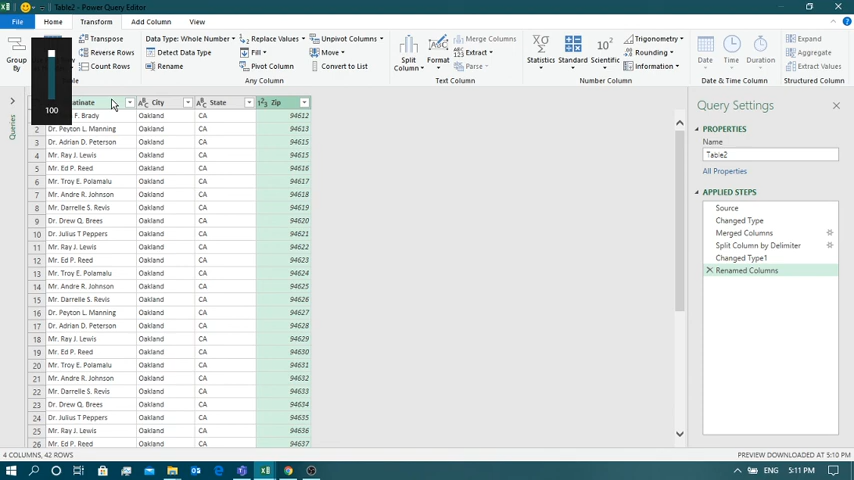 Table2 - Power Query Editor
File Home Transform Add Column View
Transpose
Reverse Rows
Count Rows
Group By
Data Type: Whole Number
Detect Data Type
Rename
Replace Values
Fill
Pivot Column
Unpivot Columns
Move
Convert to List
Any Column
Split Column
Format
Merge Columns
Extract
Parse
Text Column
Statistics
Standard
Scientific
Trigonometry
Rounding
Information
Number Column
Date
Time
Duration
Date & Time Column
Expand
Aggregate
Extract Values
Structured Column
100
Queries
City State Zip
F. Brady Oakland CA 94612
2 Dr. Peyton L. Manning Oakland CA 94613
3 Dr. Adrian D. Peterson Oakland CA 94615
4 Mr. Ray J. Lewis Oakland CA 94615
5 Mr. Ed P. Reed Oakland CA 94616
6 Mr. Troy E. Polamalu Oakland CA 94617
7 Mr. Andre R. Johnson Oakland CA 94618
8 Mr. Darrelle S. Revis Oakland CA 94619
9 Dr. Drew Q. Brees Oakland CA 94620
10 Dr. Julius T Peppers Oakland CA 94621
11 Mr. Ray J. Lewis Oakland CA 94622
12 Mr. Ed P. Reed Oakland CA 94623
13 Mr. Troy E. Polamalu Oakland CA 94624
14 Mr. Andre R. Johnson Oakland CA 94625
15 Mr. Darrelle S. Revis Oakland CA 94626
16 Dr. Peyton L. Manning Oakland CA 94627
17 Dr. Adrian D. Peterson Oakland CA 94628
18 Mr. Ray J. Lewis Oakland CA 94629
19 Mr. Ed P. Reed Oakland CA 94630
20 Mr. Troy E. Polamalu Oakland CA 94631
21 Mr. Andre R. Johnson Oakland CA 94632
22 Mr. Darrelle S. Revis Oakland CA 94633
23 Dr. Drew Q. Brees Oakland CA 94634
24 Dr. Julius T Peppers Oakland CA 94635
25 Mr. Ray J. Lewis Oakland CA 94636
26 Mr. Ed P. Reed Oakland CA 94637
Query Settings
PROPERTIES
Name
Table2
All Properties
APPLIED STEPS
Source
Changed Type
Merged Columns
Split Column by Delimiter
Changed Type1
Renamed Columns
4 COLUMNS, 42 ROWS
PREVIEW DOWNLOADED AT 5:10 PM
ENG 5:11 PM